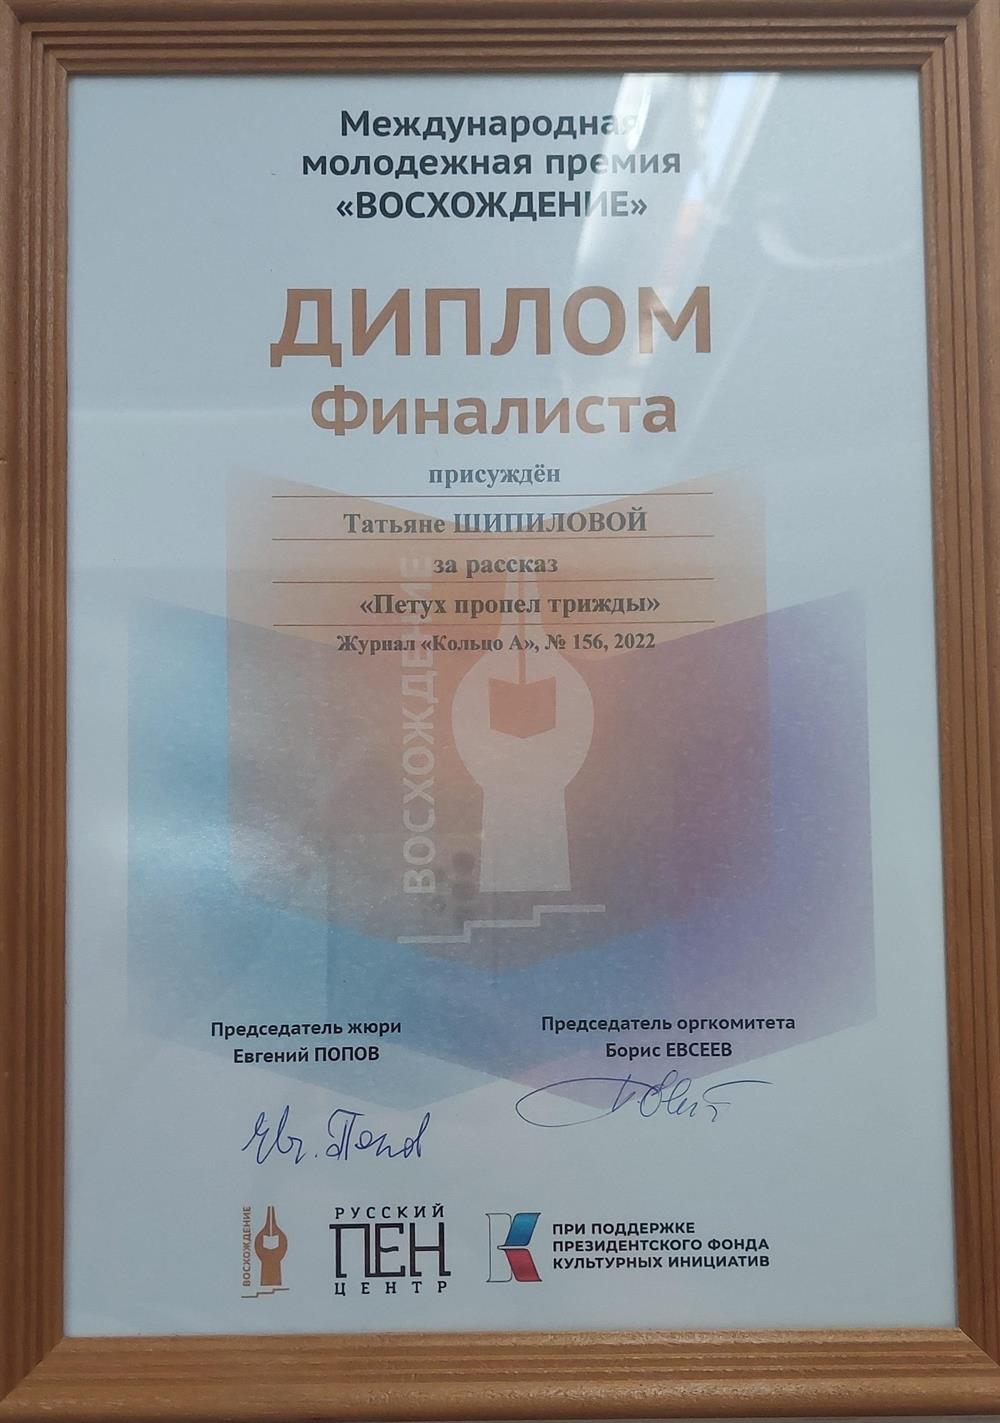 Международная
молодежная премия
«ВОСХОЖДЕНИЕ»
ДИПЛОМ
Финалиста
присуждён
Татьяне ШИПИЛОВОЙ
за рассказ
«Петух пропел трижды»
Журнал «Кольцо А», № 156, 2022
ВОСХОЖДЕНИЕ
Председатель жюри
Евгений ПОПОВ
Председатель оргкомитета
Борис ЕВСЕЕВ
Евг. Попов
ВОСХОЖДЕНИЕ
РУССКИЙ
ПЕН
ЦЕНТР
ПРИ ПОДДЕРЖКЕ
ПРЕЗИДЕНТСКОГО ФОНДА
КУЛЬТУРНЫХ ИНИЦИАТИВ